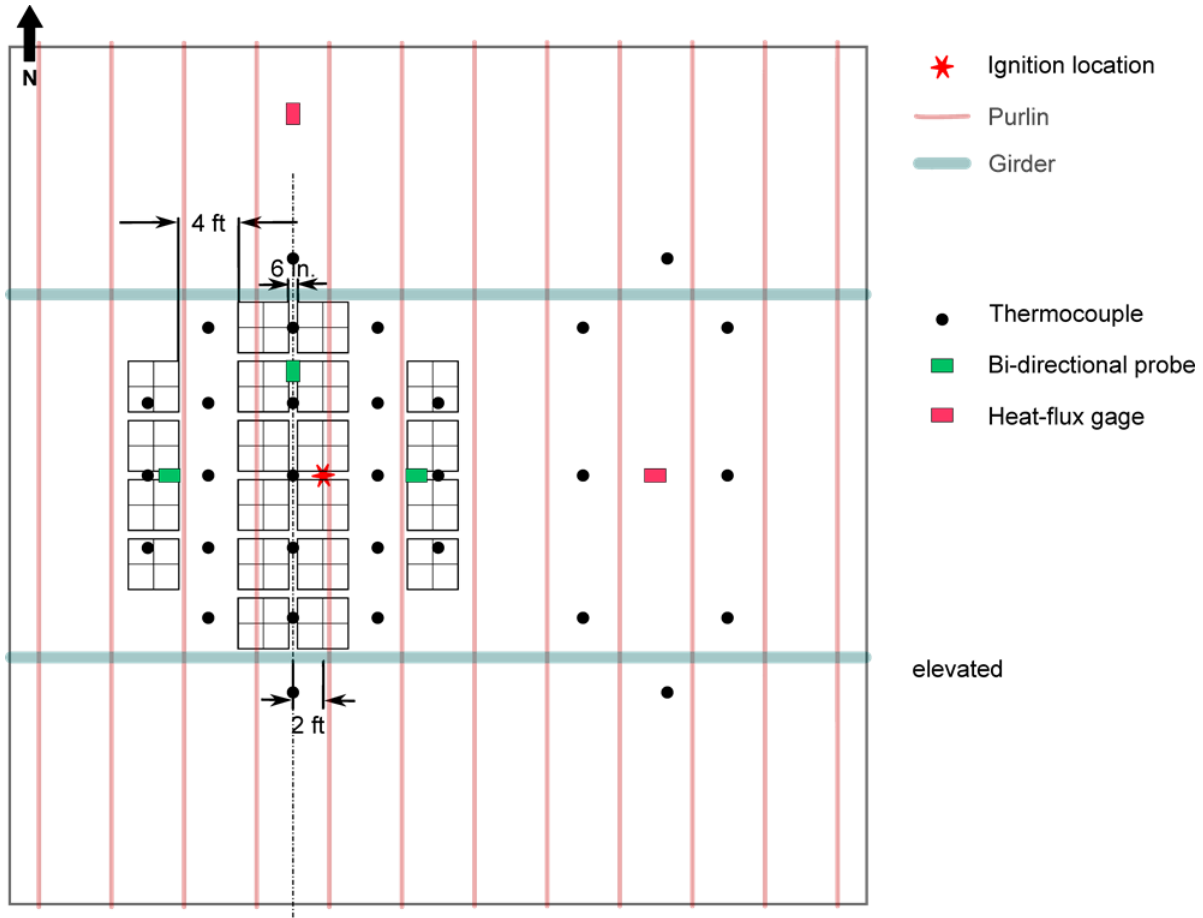 N
Ignition location
Purlin
Girder
4 ft
6 in.
Thermocouple
Bi-directional probe
Heat-flux gage
elevated
2 ft